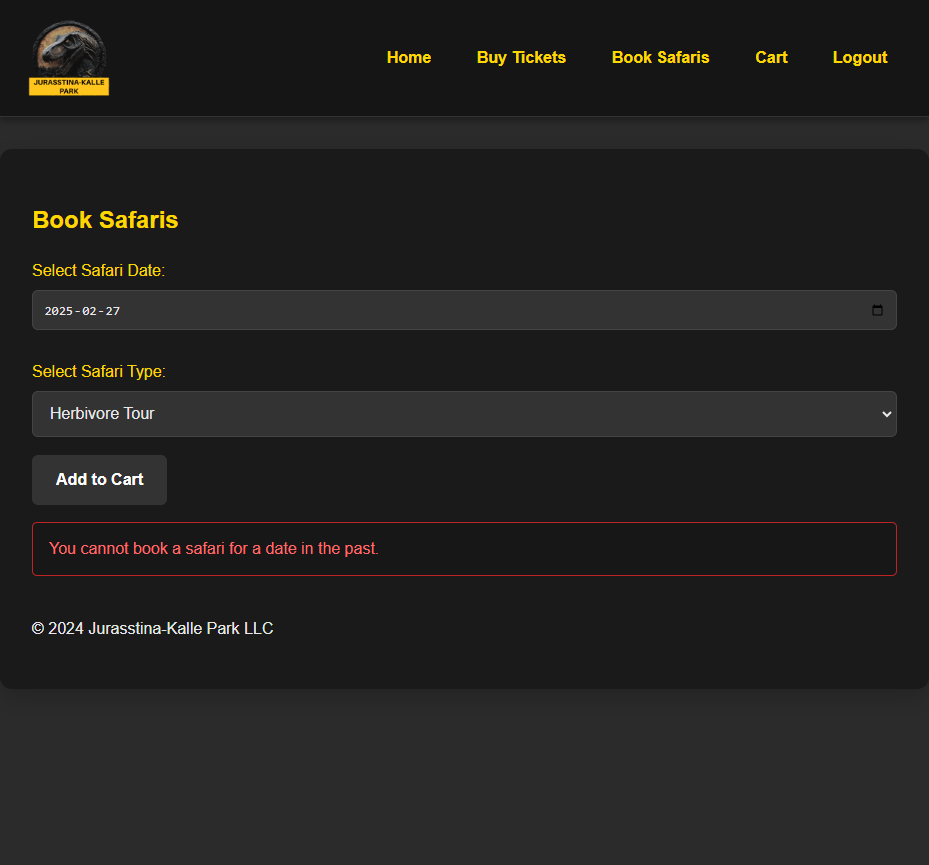 JURASSTINA-KALLE
PARK
Home Buy Tickets Book Safaris Cart Logout
Book Safaris
Select Safari Date:
2025-02-27
Select Safari Type:
Herbivore Tour
Add to Cart
You cannot book a safari for a date in the past.
© 2024 Jurasstina-Kalle Park LLC